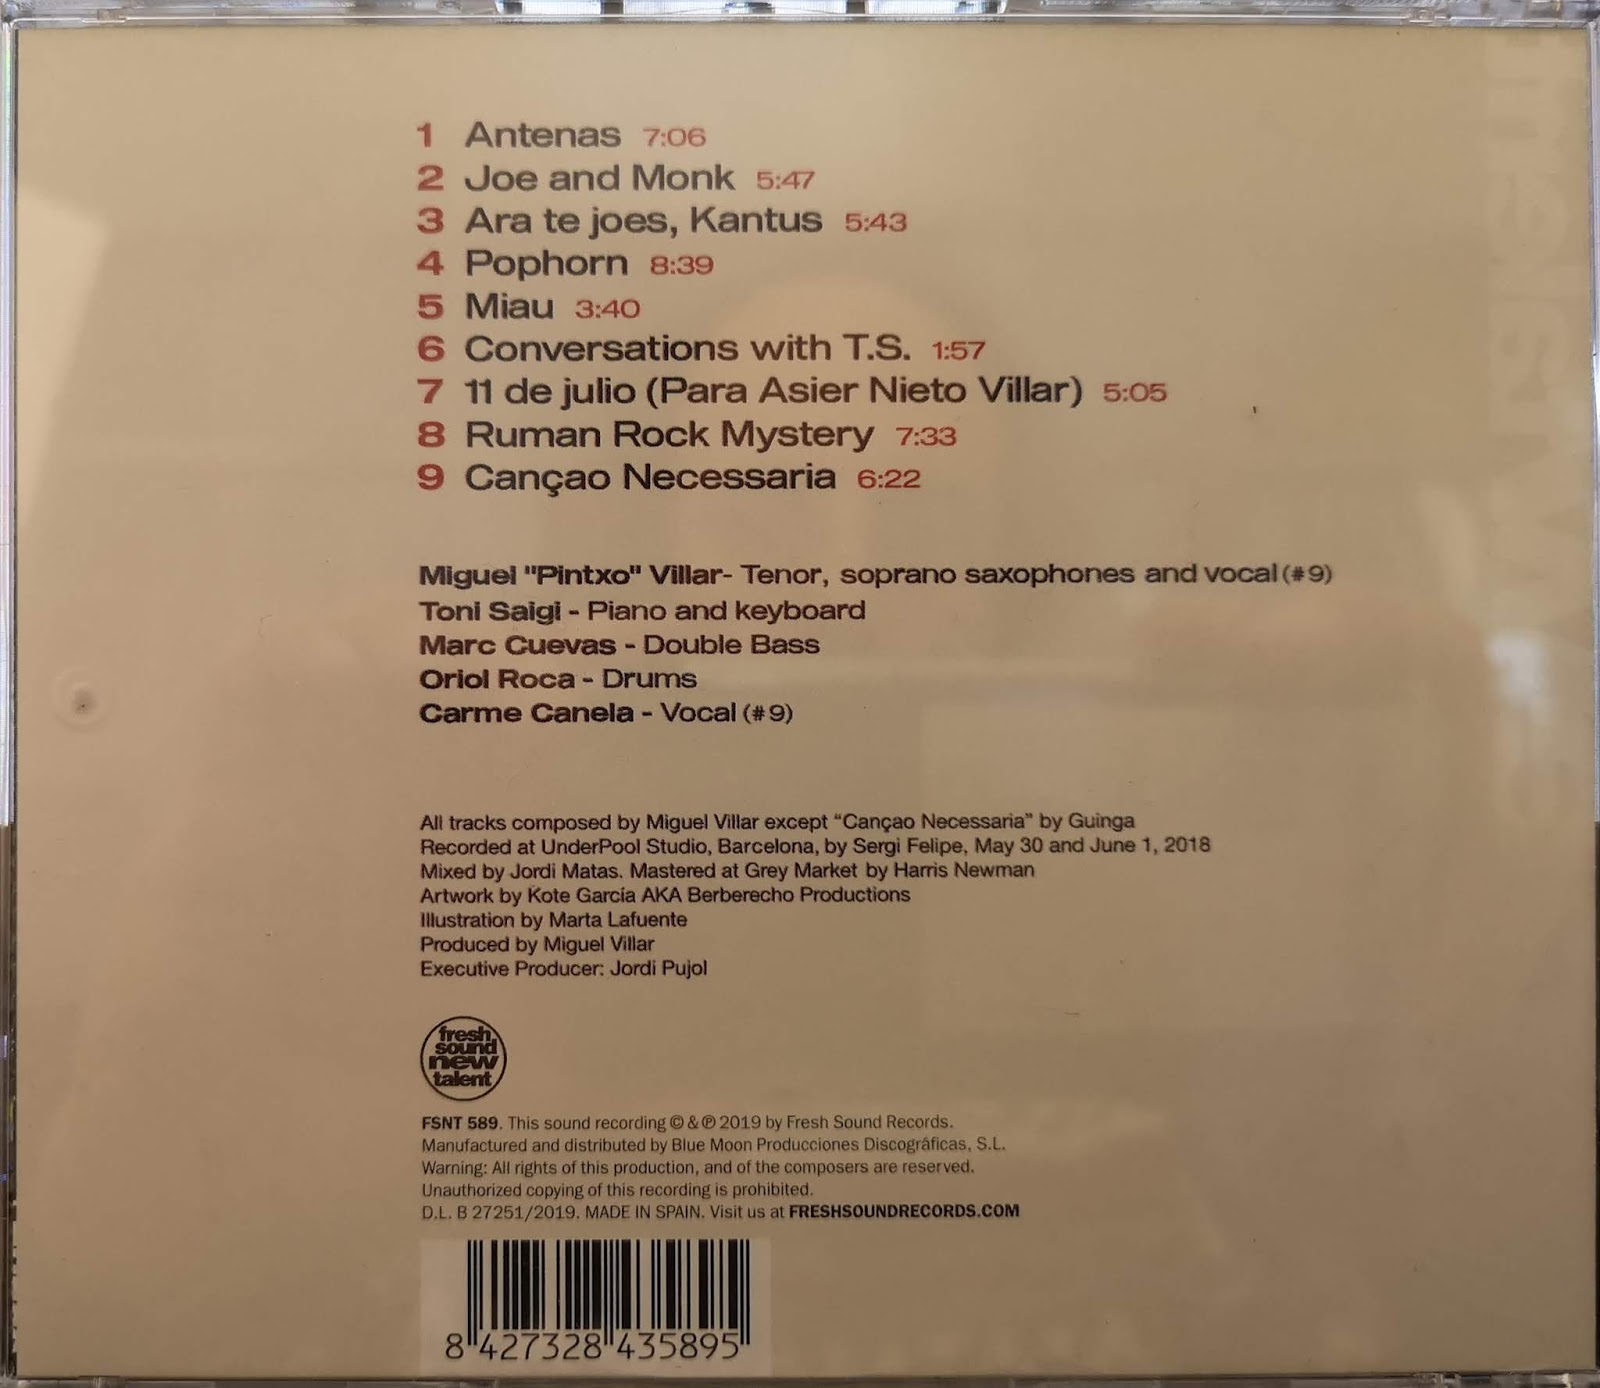 1 Antenas 7:06
2 Joe and Monk 5:47
3 Ara te joes, Kantus 5:43
4 Pophorn 8:39
5 Miau 3:40
6 Conversations with T.S. 1:57
7 11 de julio (Para Asier Nieto Villar) 5:05
8 Ruman Rock Mystery 7:33
9 Cançao Necessaria 6:22
Miguel "Pintxo" Villar- Tenor, soprano saxophones and vocal (#9)
Toni Saigi - Piano and keyboard
Marc Cuevas - Double Bass
Oriol Roca - Drums
Carme Canela - Vocal (#9)
All tracks composed by Miguel Villar except “Cançao Necessaria” by Guinga
Recorded at UnderPool Studio, Barcelona, by Sergi Felipe, May 30 and June 1, 2018
Mixed by Jordi Matas. Mastered at Grey Market by Harris Newman
Artwork by Kote García AKA Berberecho Productions
Illustration by Marta Lafuente
Produced by Miguel Villar
Executive Producer: Jordi Pujol
fresh
sound
new
talent
FSNT 589. This sound recording © & ℗ 2019 by Fresh Sound Records.
Manufactured and distributed by Blue Moon Producciones Discográficas, S.L.
Warning: All rights of this production, and of the composers are reserved.
Unauthorized copying of this recording is prohibited.
D.L. B 27251/2019. MADE IN SPAIN. Visit us at FRESHSOUNDRECORDS.COM
8 427328 435895